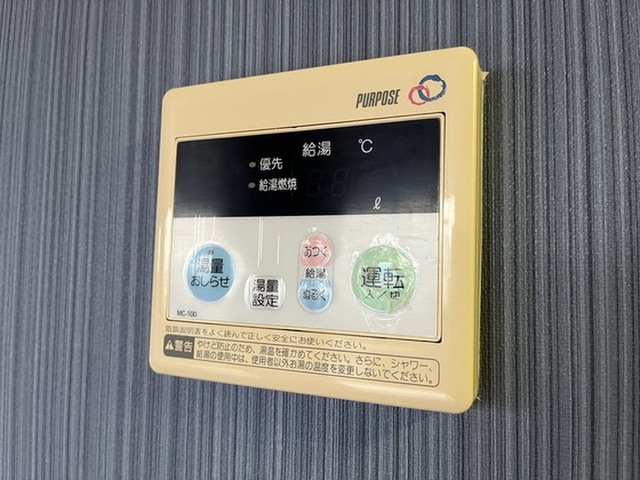 PURPOSE
給湯 ℃
優先
給湯燃焼
ℓ
湯量
おしらせ
湯量
設定
あつく
給湯
ぬるく
運転
入／切
MC-100
取扱説明書をよく読んで正しく安全にお使いください。
警告
やけど防止のため、湯温を確かめてください。さらに、シャワー、
給湯の使用中は、使用者以外お湯の温度を変更しないでください。